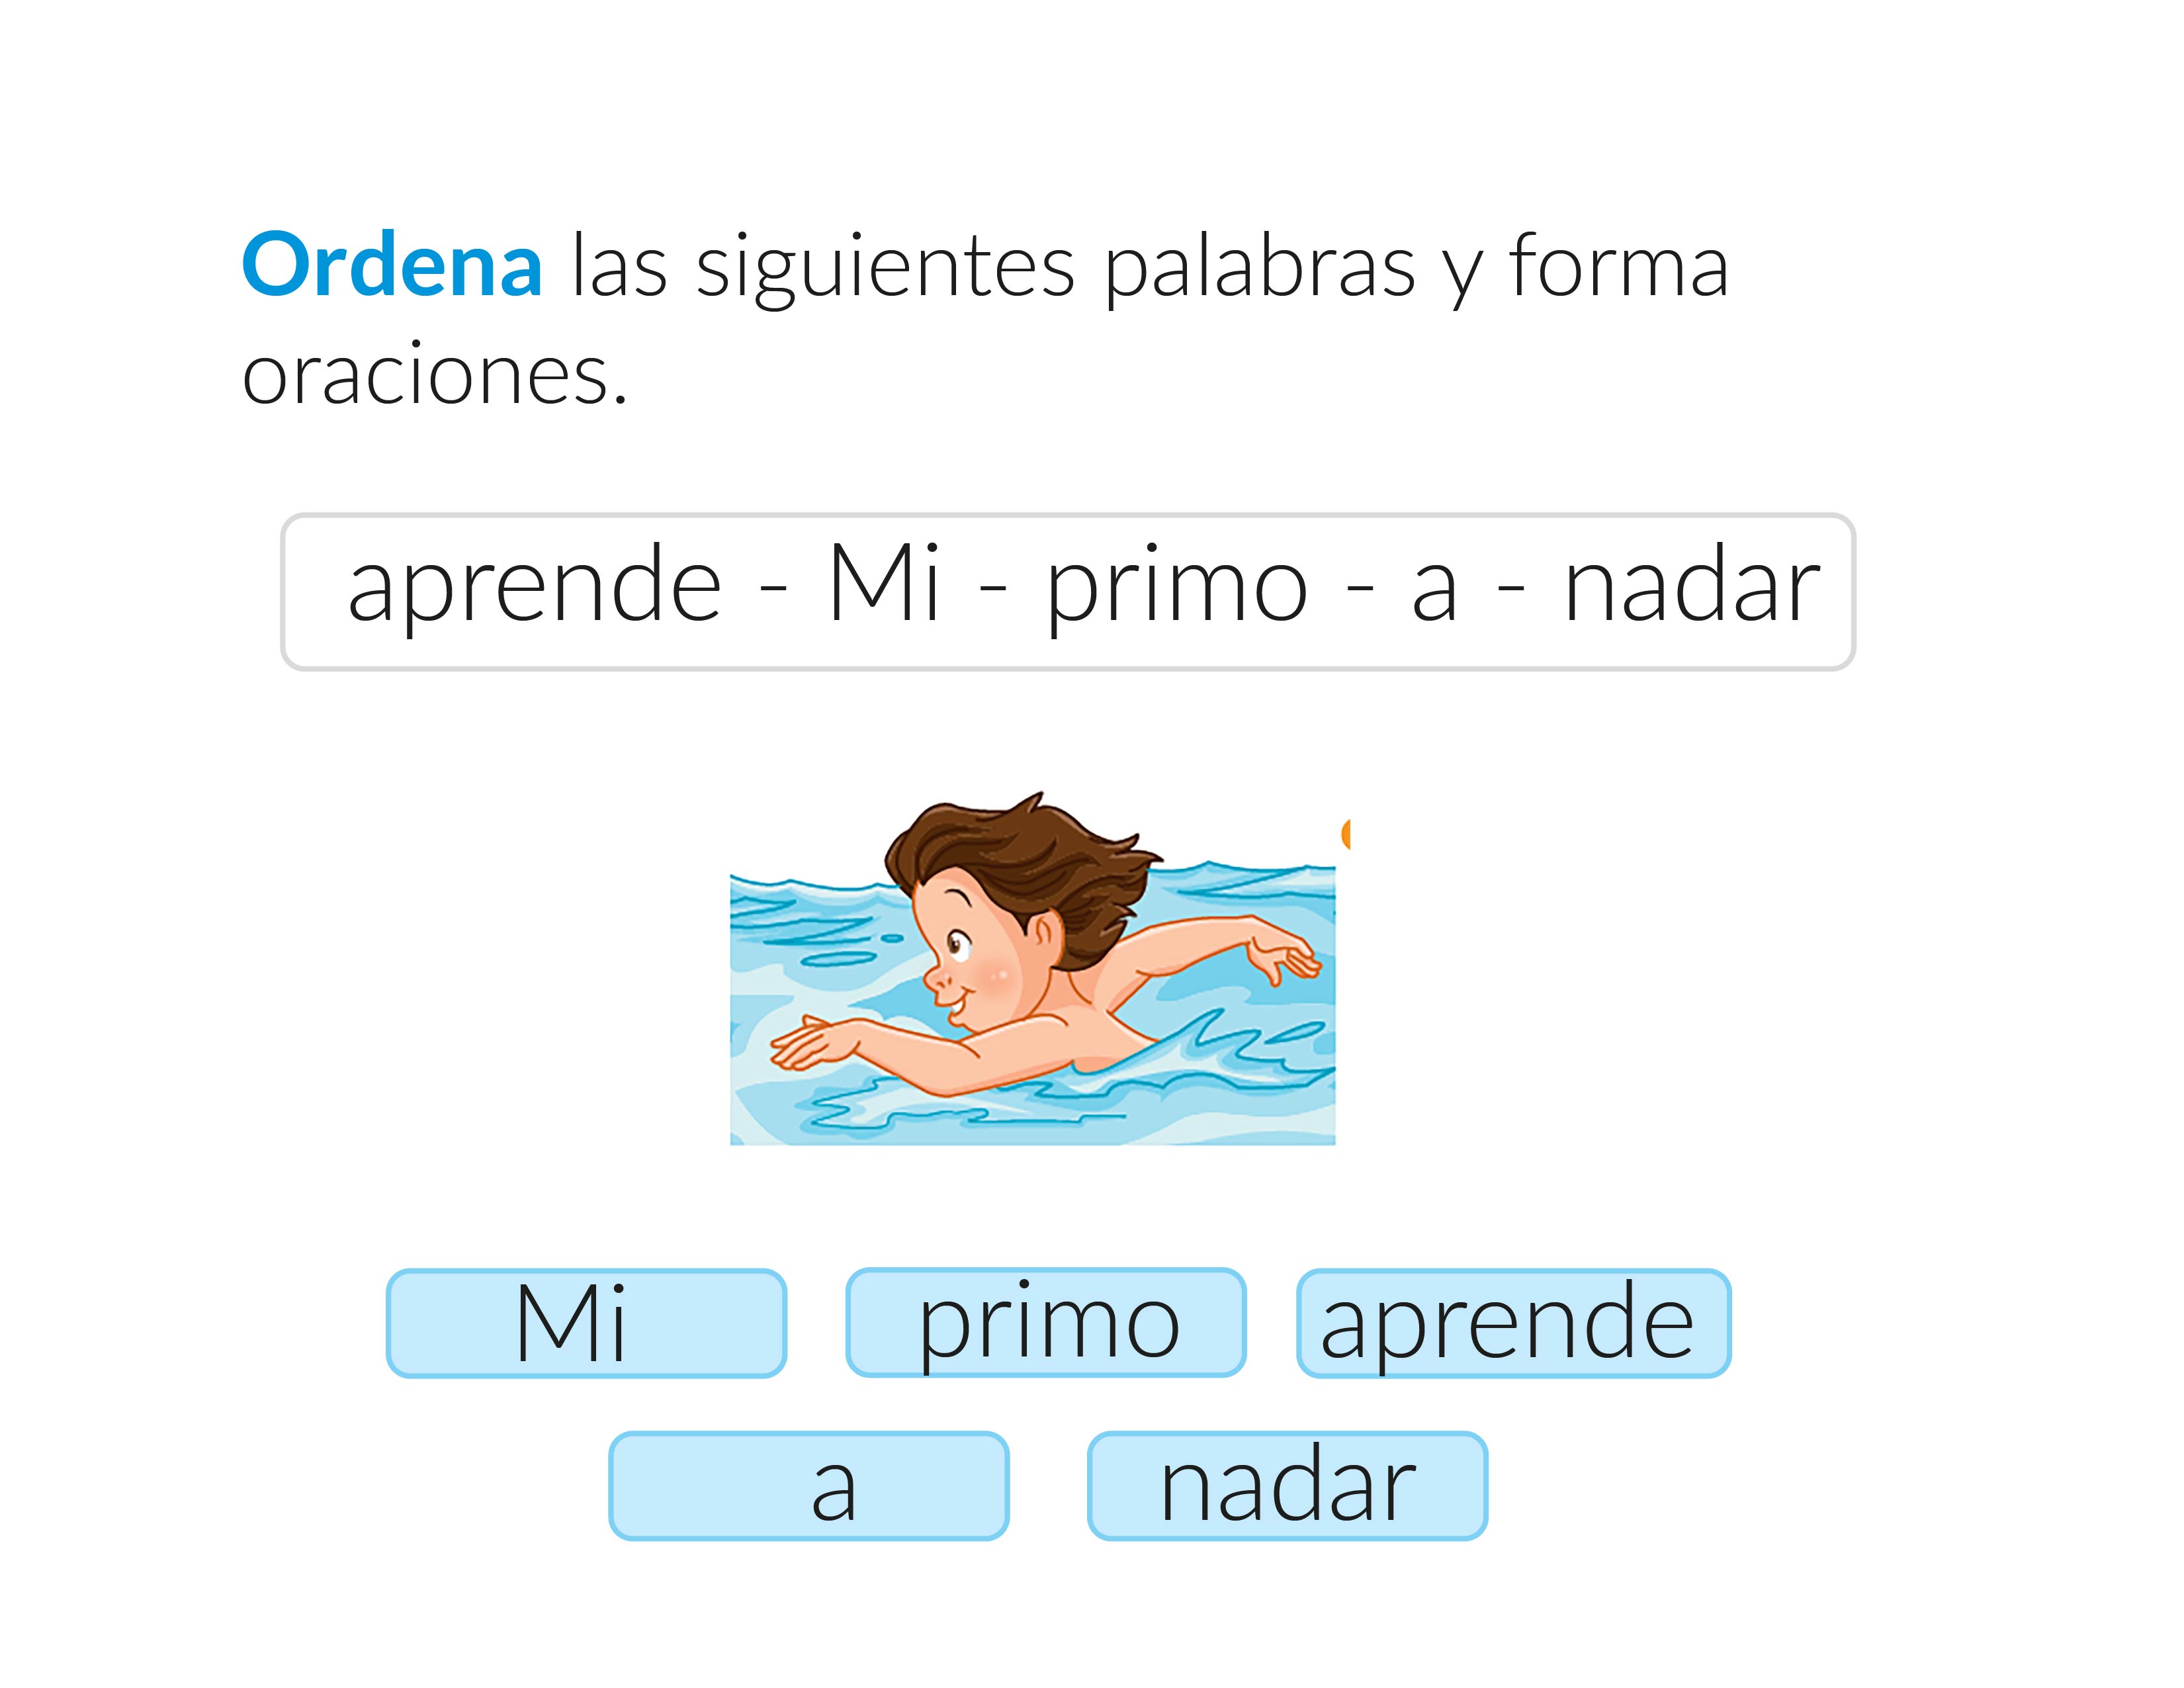 Ordena las siguientes palabras y forma
oraciones.
aprende - Mi - primo - a - nadar
Mi primo aprende
a nadar